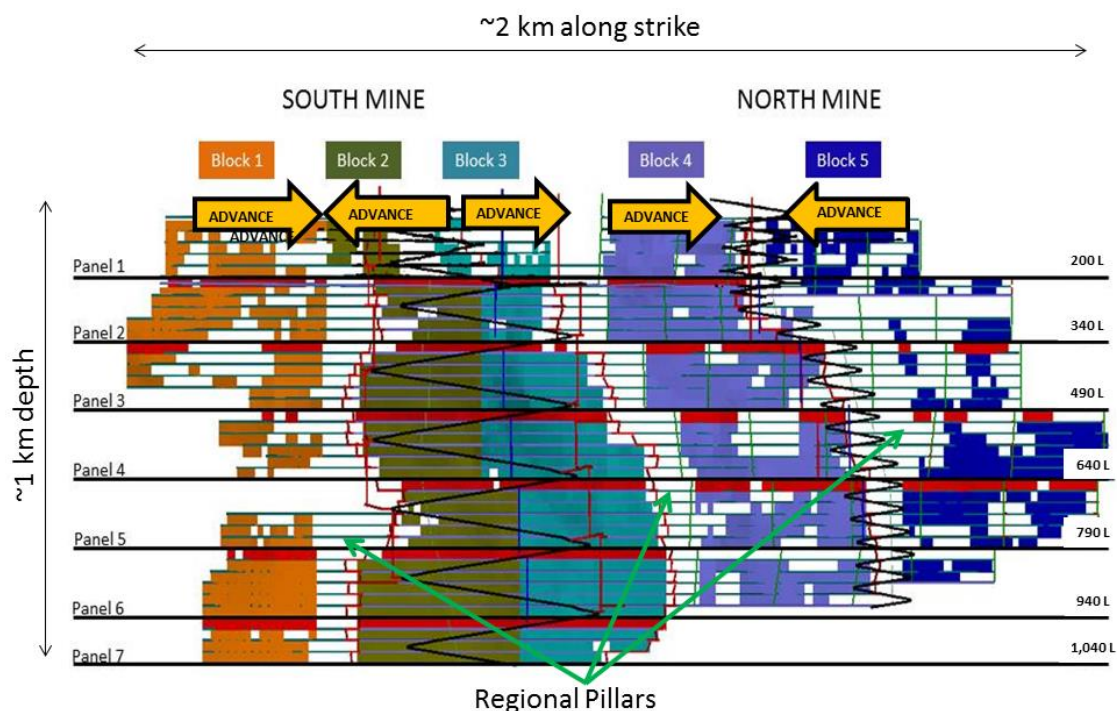 ~2 km along strike
SOUTH MINE
NORTH MINE
Block 1
Block 2
Block 3
Block 4
Block 5
ADVANCE
ADVANCE
ADVANCE
ADVANCE
ADVANCE
ADVANCE
~1 km depth
Panel 1
200 L
Panel 2
340 L
Panel 3
490 L
Panel 4
640 L
Panel 5
790 L
Panel 6
940 L
Panel 7
1,040 L
Regional Pillars